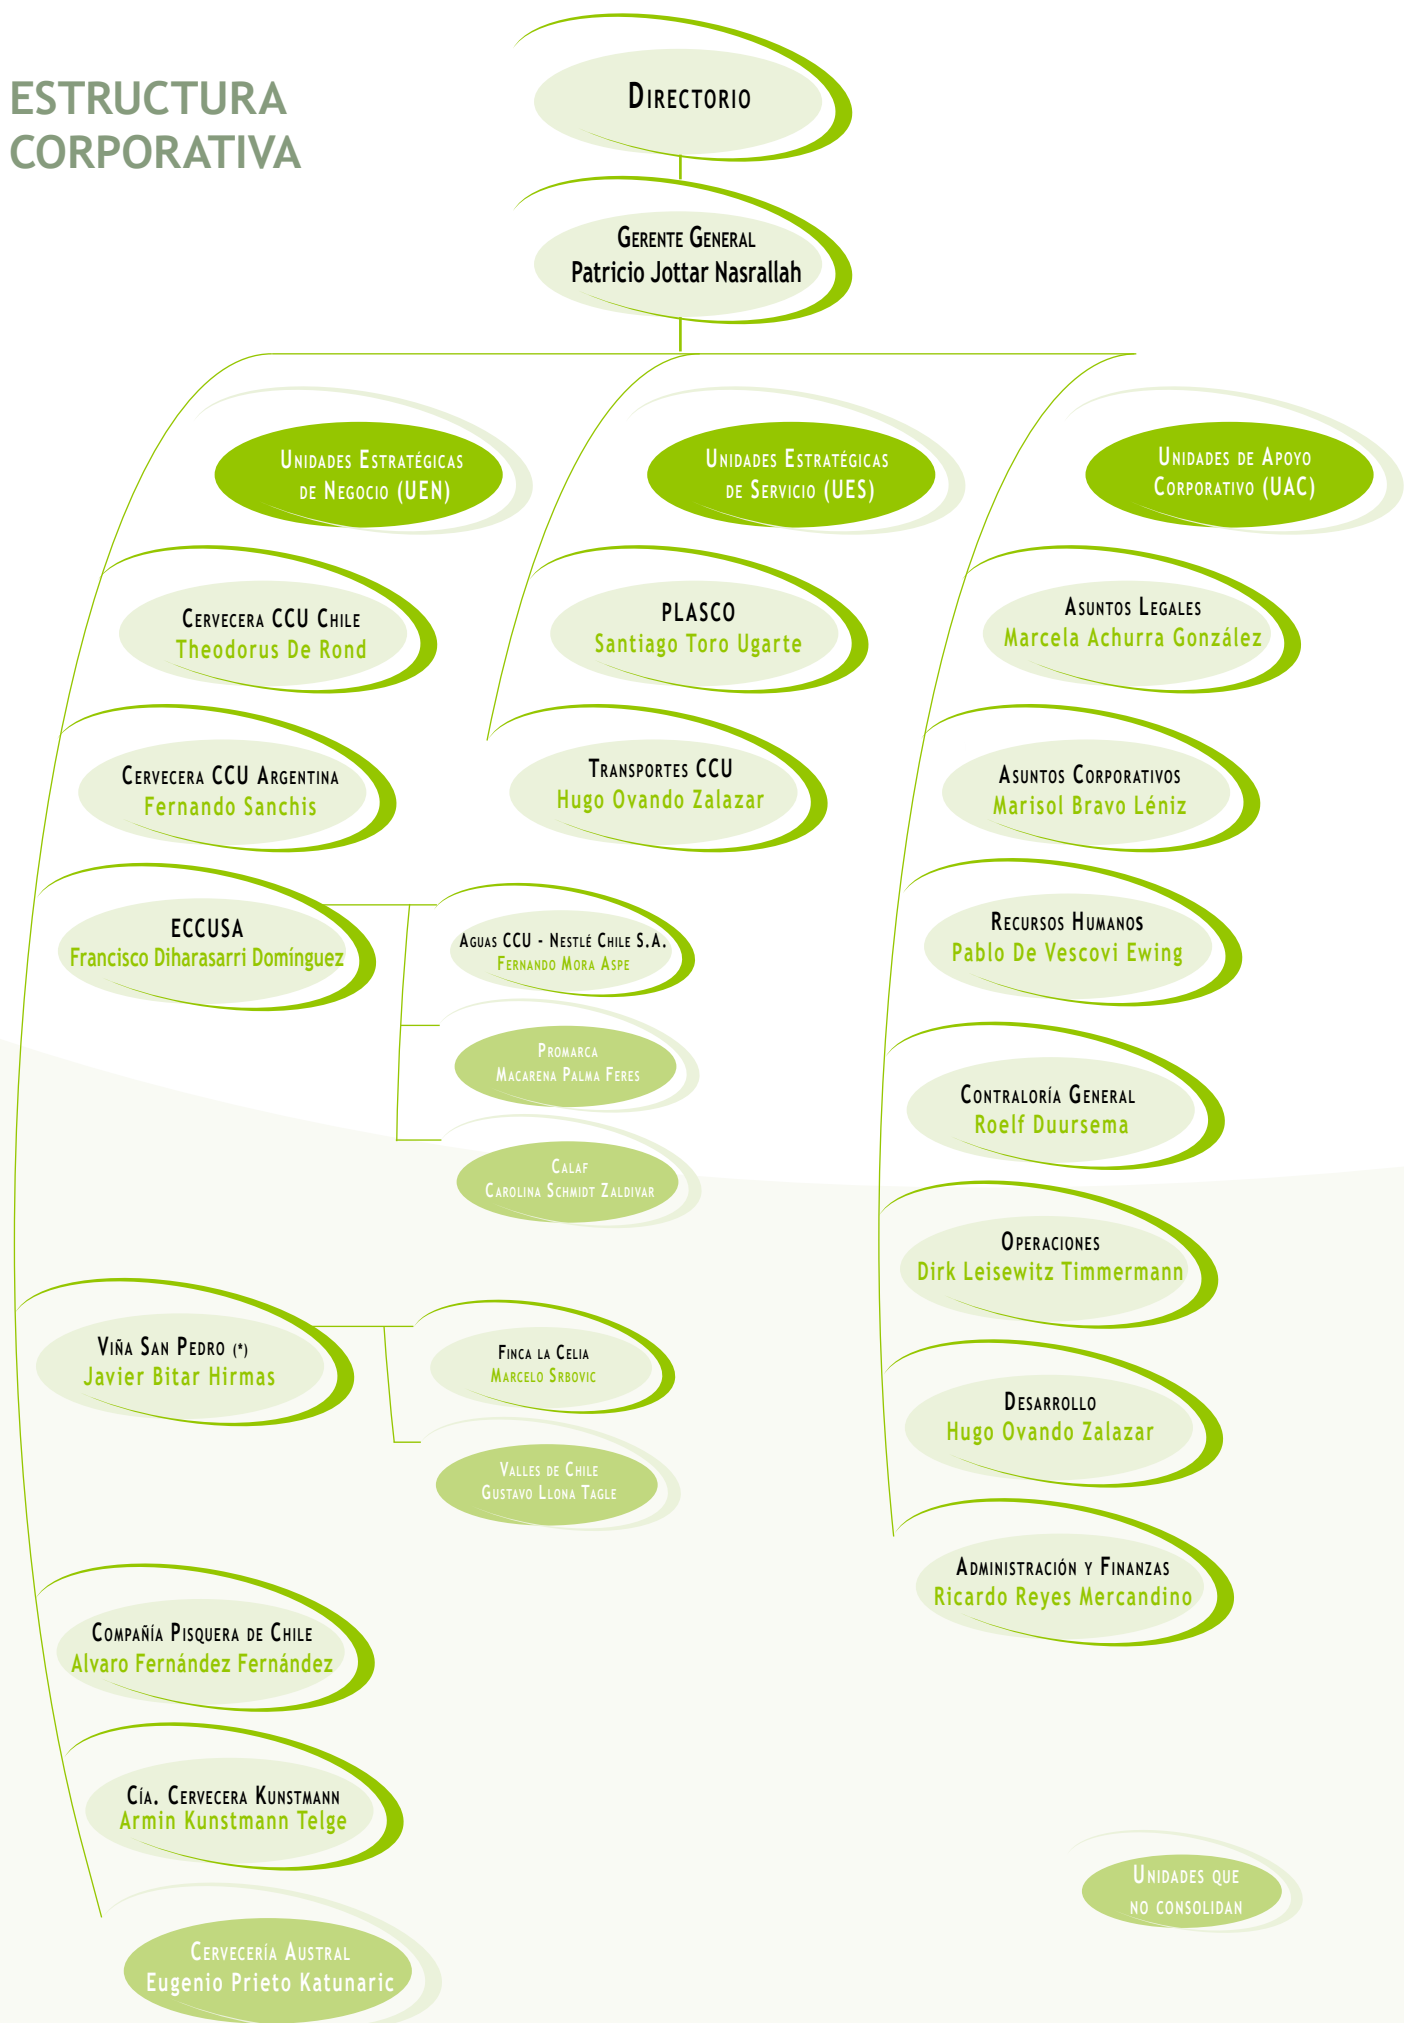 ESTRUCTURA
CORPORATIVA
Directorio
Gerente General
Patricio Jottar Nasrallah
Unidades Estratégicas
de Negocio (UEN)
Cervecera CCU Chile
Theodorus De Rond
Cervecera CCU Argentina
Fernando Sanchis
ECCUSA
Francisco Diharasarri Domínguez
Aguas CCU - Nestlé Chile S.A.
Fernando Mora Aspe
Promarca
Macarena Palma Feres
Calaf
Carolina Schmidt Zaldivar
Viña San Pedro (*)
Javier Bitar Hirmas
Finca la Celia
Marcelo Srbovic
Valles de Chile
Gustavo Llona Tagle
Compañía Pisquera de Chile
Alvaro Fernández Fernández
Cía. Cervecera Kunstmann
Armin Kunstmann Telge
Cervecería Austral
Eugenio Prieto Katunaric
Unidades Estratégicas
de Servicio (UES)
PLASCO
Santiago Toro Ugarte
Transportes CCU
Hugo Ovando Zalazar
Unidades de Apoyo
Corporativo (UAC)
Asuntos Legales
Marcela Achurra González
Asuntos Corporativos
Marisol Bravo Léniz
Recursos Humanos
Pablo De Vescovi Ewing
Contraloría General
Roelf Duursema
Operaciones
Dirk Leisewitz Timmermann
Desarrollo
Hugo Ovando Zalazar
Administración y Finanzas
Ricardo Reyes Mercandino
Unidades que
no consolidan